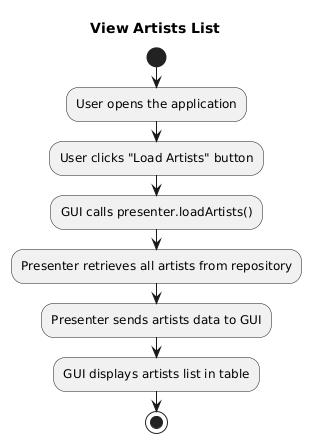 View Artists List
User opens the application
User clicks "Load Artists" button
GUI calls presenter.loadArtists()
Presenter retrieves all artists from repository
Presenter sends artists data to GUI
GUI displays artists list in table